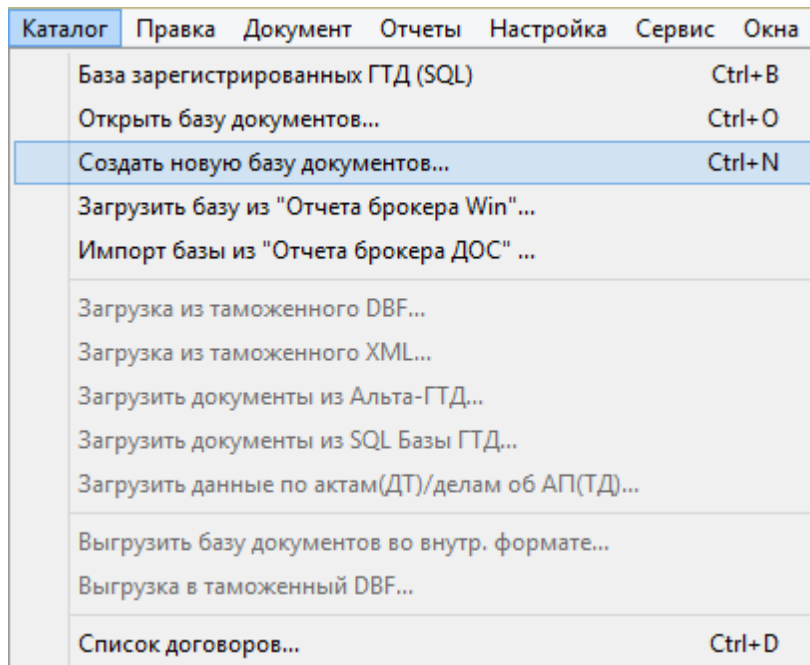 Каталог Правка Документ Отчеты Настройка Сервис Окна
База зарегистрированных ГТД (SQL) Ctrl+B
Открыть базу документов... Ctrl+O
Создать новую базу документов... Ctrl+N
Загрузить базу из "Отчета брокера Win"...
Импорт базы из "Отчета брокера ДОС" ...
Загрузка из таможенного DBF...
Загрузка из таможенного XML...
Загрузить документы из Альта-ГТД...
Загрузить документы из SQL Базы ГТД...
Загрузить данные по актам(ДТ)/делам об АП(ТД)...
Выгрузить базу документов во внутр. формате...
Выгрузка в таможенный DBF...
Список договоров... Ctrl+D